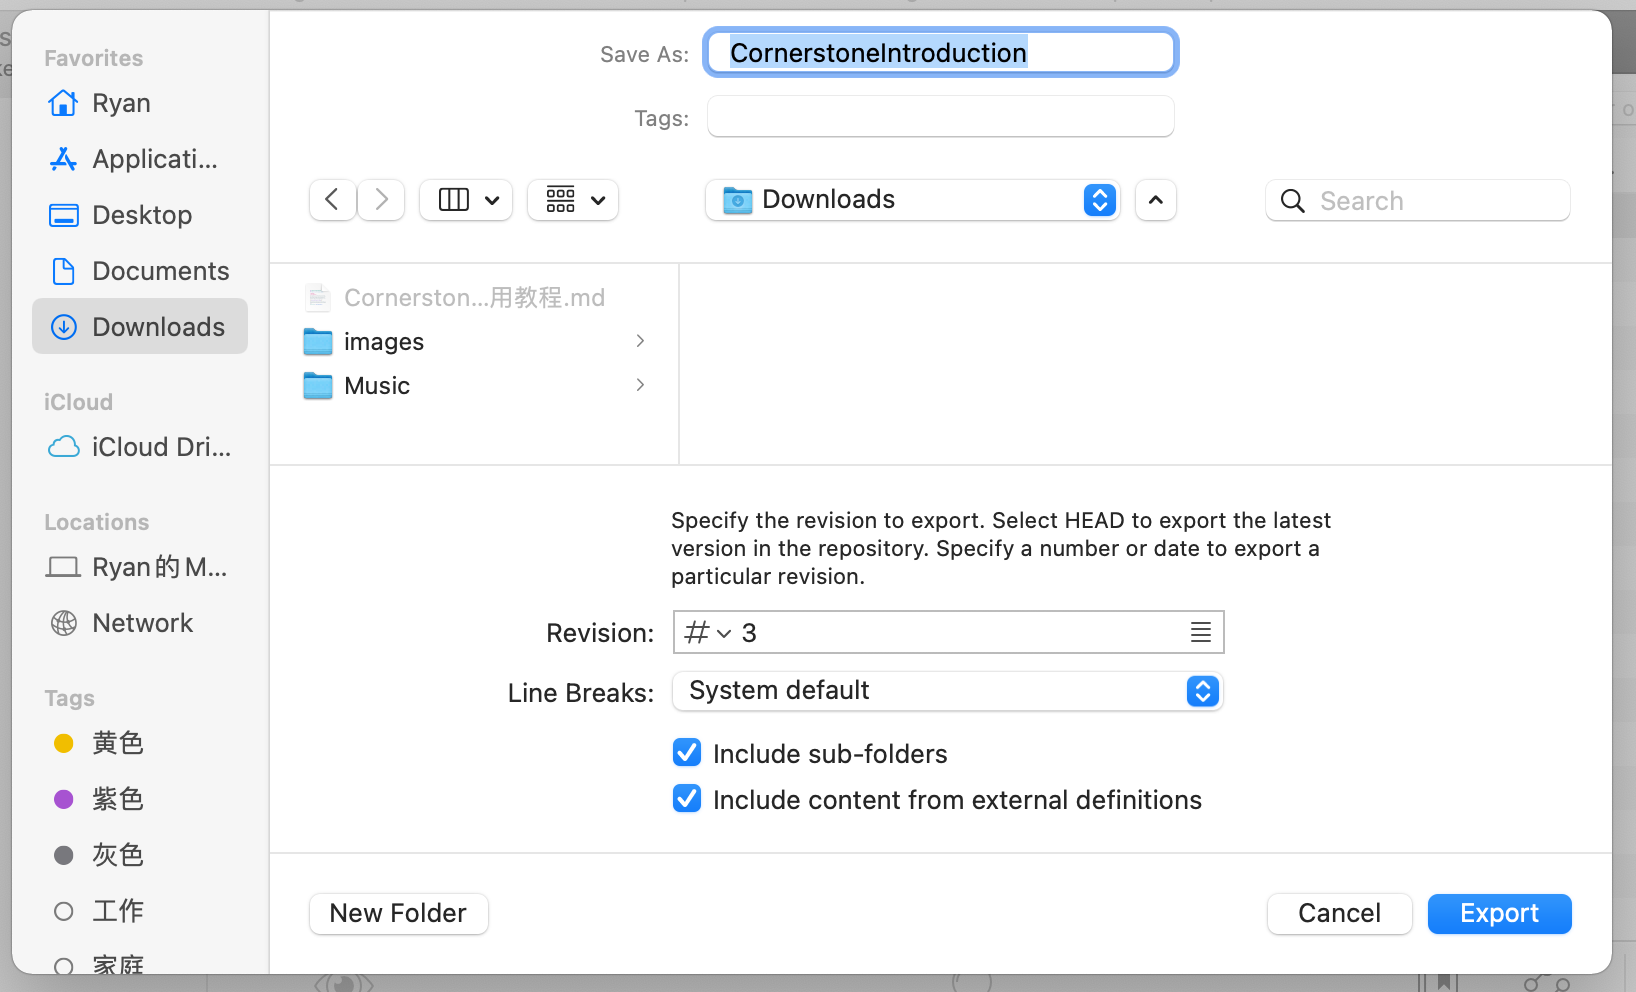 Favorites
Ryan
Applicati...
Desktop
Documents
Downloads
iCloud
iCloud Dri...
Locations
Ryan的 M...
Network
Tags
黄色
紫色
灰色
工作
家庭
Save As: CornerstoneIntroduction
Tags:
Downloads
Search
Cornerston...用教程.md
images
Music
Specify the revision to export. Select HEAD to export the latest
version in the repository. Specify a number or date to export a
particular revision.
Revision: # 3
Line Breaks: System default
Include sub-folders
Include content from external definitions
New Folder
Cancel
Export